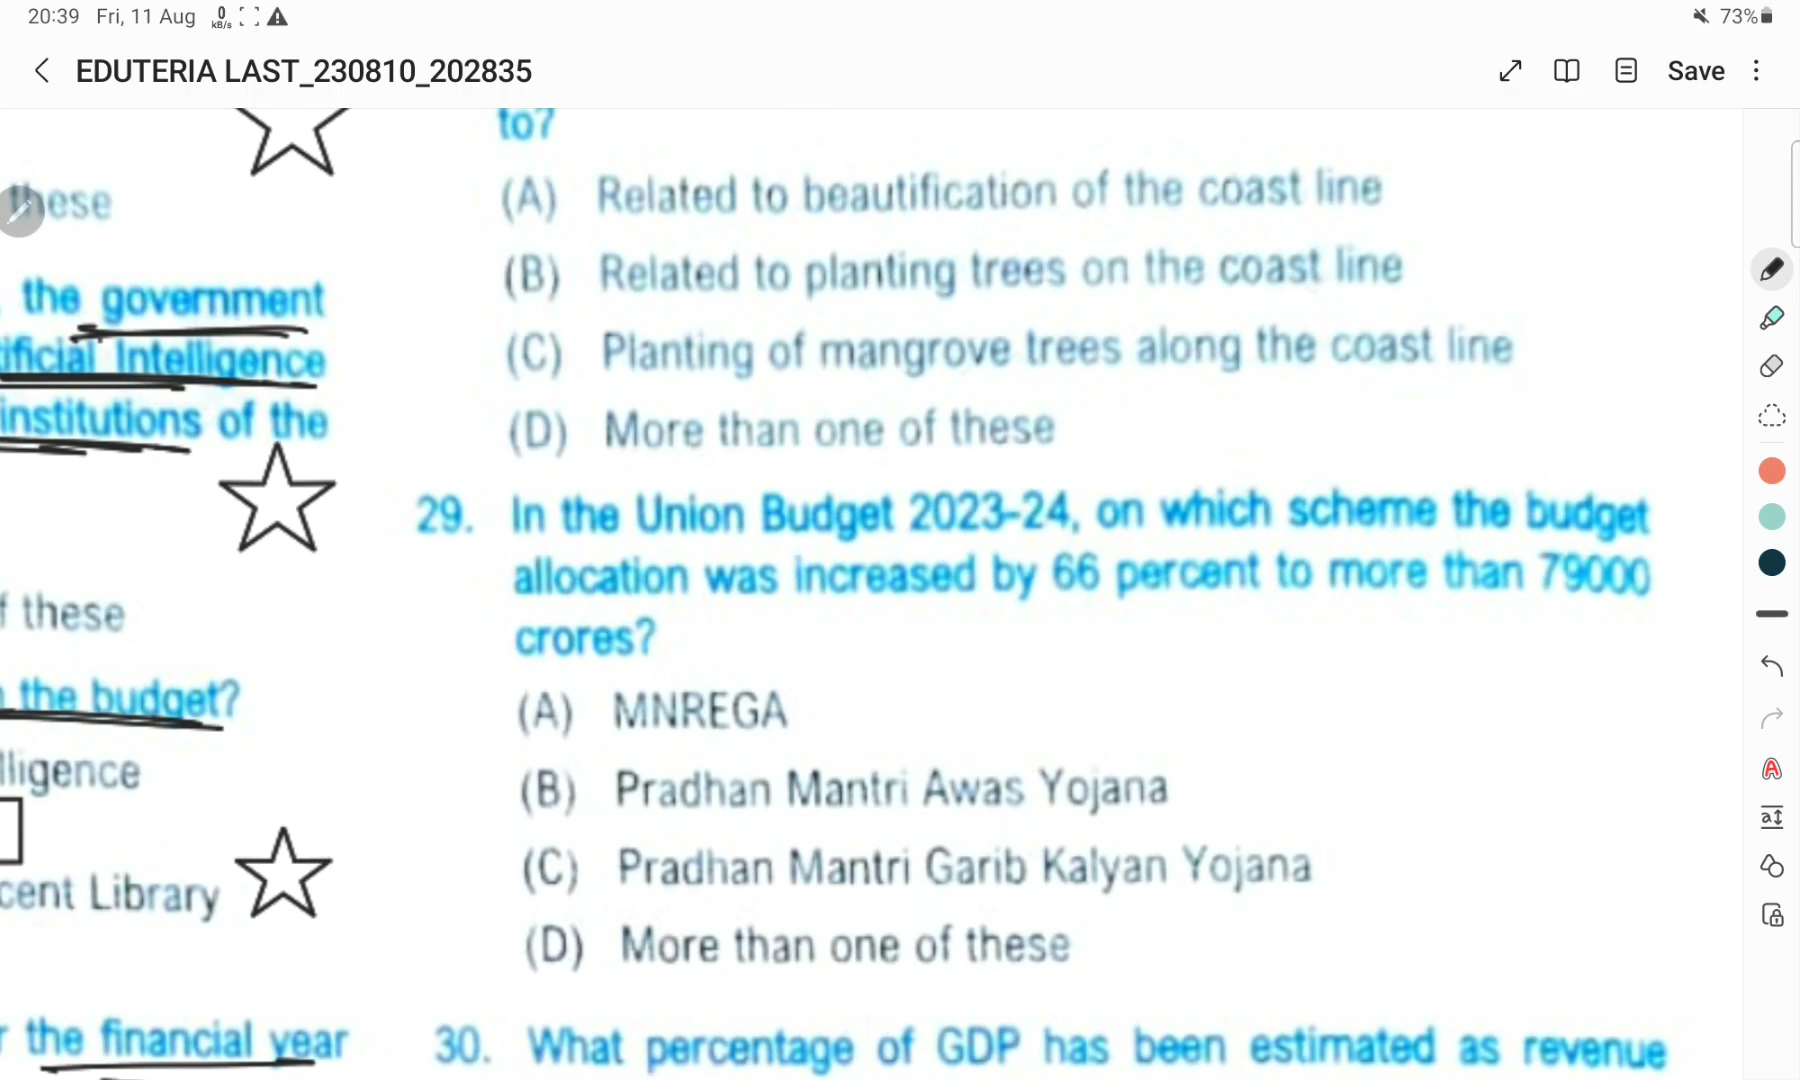 20:39 Fri, 11 Aug 0 kB/s 73%
EDUTERIA LAST_230810_202835 Save
these
the government
ificial Intelligence
institutions of the
f these
the budget?
lligence
cent Library
r the financial year
to?
(A) Related to beautification of the coast line
(B) Related to planting trees on the coast line
(C) Planting of mangrove trees along the coast line
(D) More than one of these
29. In the Union Budget 2023-24, on which scheme the budget
allocation was increased by 66 percent to more than 79000
crores?
(A) MNREGA
(B) Pradhan Mantri Awas Yojana
(C) Pradhan Mantri Garib Kalyan Yojana
(D) More than one of these
30. What percentage of GDP has been estimated as revenue